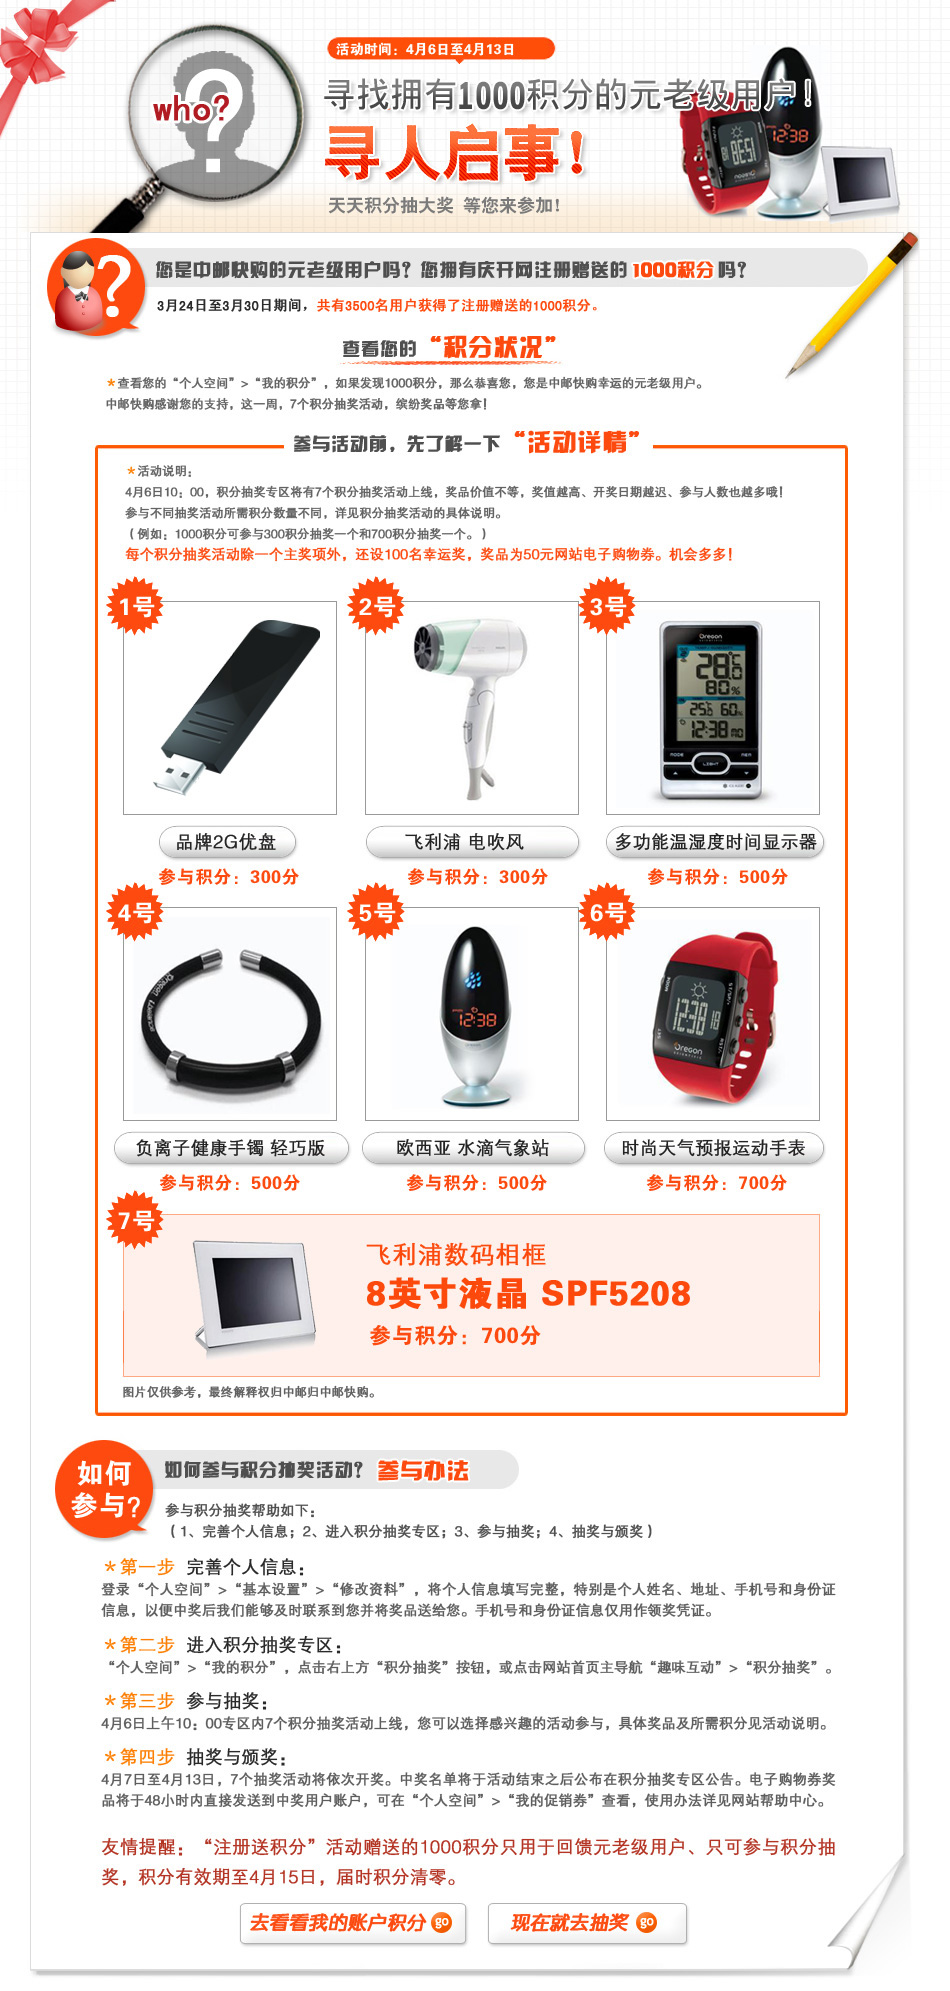 活动时间：4月6日至4月13日
who?
寻找拥有1000积分的元老级用户！
寻人启事！
天天积分抽大奖 等您来参加！
您是中邮快购的元老级用户吗？您拥有庆开网注册赠送的1000积分吗？
3月24日至3月30日期间，共有3500名用户获得了注册赠送的1000积分。
查看您的“积分状况”
＊查看您的“个人空间”>“我的积分”，如果发现1000积分，那么恭喜您，您是中邮快购幸运的元老级用户。
中邮快购感谢您的支持，这一周，7个积分抽奖活动，缤纷奖品等您拿！
参与活动前，先了解一下“活动详情”
＊活动说明：
4月6日10：00，积分抽奖专区将有7个积分抽奖活动上线，奖品价值不等，奖值越高、开奖日期越迟、参与人数也越多哦！
参与不同抽奖活动所需积分数量不同，详见积分抽奖活动的具体说明。
（例如：1000积分可参与300积分抽奖一个和700积分抽奖一个。）
每个积分抽奖活动除一个主奖项外，还设100名幸运奖，奖品为50元网站电子购物券。机会多多！
1号
2号
3号
Oregon
28
80%
25 60%
12:38
MODE
MEM
LIGHT
品牌2G优盘
飞利浦 电吹风
多功能温湿度时间显示器
参与积分：300分
参与积分：300分
参与积分：500分
4号
5号
6号
12:38
Oregon
SCIENTIFIC
负离子健康手镯 轻巧版
欧西亚 水滴气象站
时尚天气预报运动手表
参与积分：500分
参与积分：500分
参与积分：700分
7号
飞利浦数码相框
8英寸液晶 SPF5208
参与积分：700分
图片仅供参考，最终解释权归中邮归中邮快购。
如何
参与?
如何参与积分抽奖活动？参与办法
参与积分抽奖帮助如下：
（1、完善个人信息；2、进入积分抽奖专区；3、参与抽奖；4、抽奖与颁奖）
＊第一步 完善个人信息：
登录“个人空间”>“基本设置”>“修改资料”，将个人信息填写完整，特别是个人姓名、地址、手机号和身份证
信息，以便中奖后我们能够及时联系到您并将奖品送给您。手机号和身份证信息仅用作领奖凭证。
＊第二步 进入积分抽奖专区：
“个人空间”>“我的积分”，点击右上方“积分抽奖”按钮，或点击网站首页主导航“趣味互动”>“积分抽奖”。
＊第三步 参与抽奖：
4月6日上午10：00专区内7个积分抽奖活动上线，您可以选择感兴趣的活动参与，具体奖品及所需积分见活动说明。
＊第四步 抽奖与颁奖：
4月7日至4月13日，7个抽奖活动将依次开奖。中奖名单将于活动结束之后公布在积分抽奖专区公告。电子购物券奖
品将于48小时内直接发送到中奖用户账户，可在“个人空间”>“我的促销券”查看，使用办法详见网站帮助中心。
友情提醒：“注册送积分”活动赠送的1000积分只用于回馈元老级用户、只可参与积分抽
奖，积分有效期至4月15日，届时积分清零。
去看看我的账户积分 go
现在就去抽奖 go